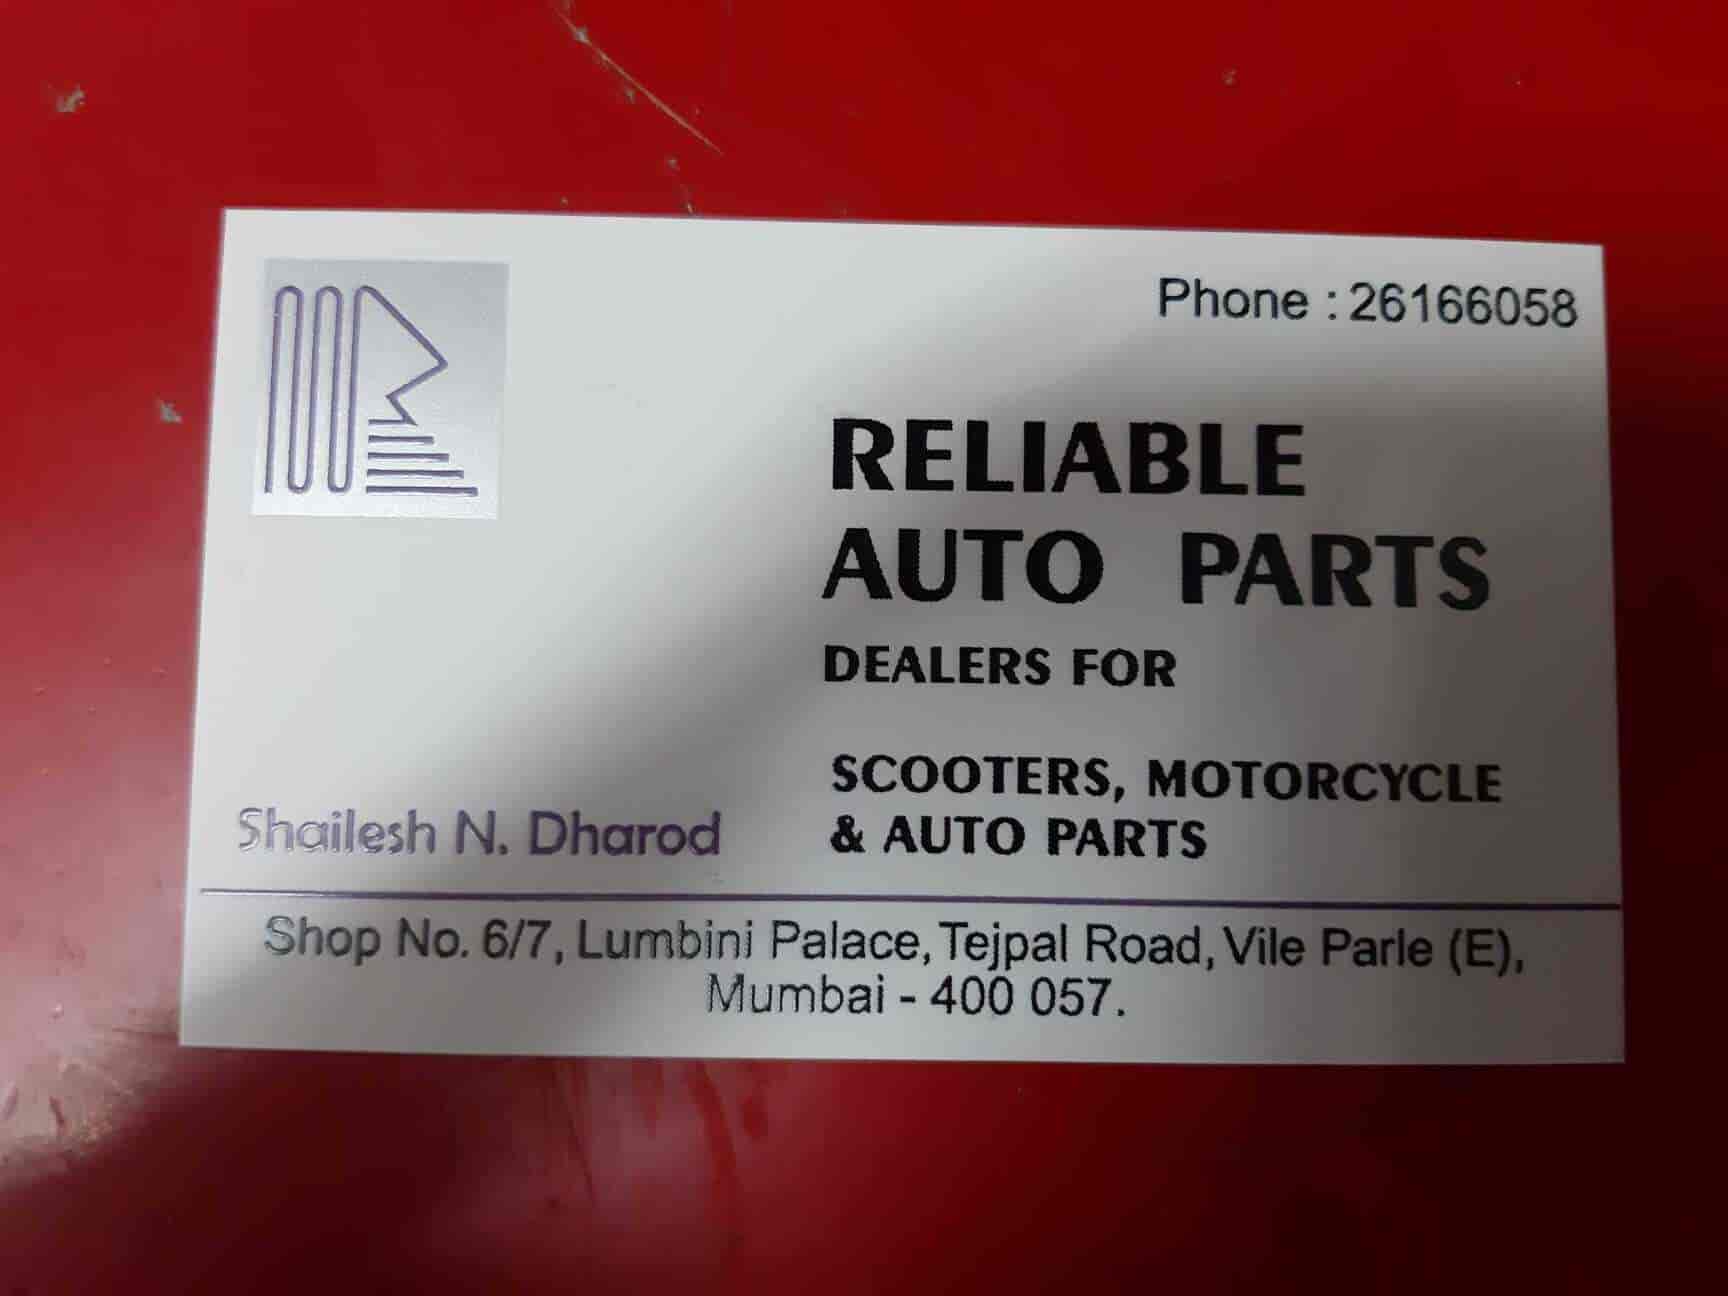 Phone : 26166058
RELIABLE
AUTO PARTS
DEALERS FOR
SCOOTERS, MOTORCYCLE
& AUTO PARTS
Shailesh N. Dharod
Shop No. 6/7, Lumbini Palace, Tejpal Road, Vile Parle (E),
Mumbai - 400 057.